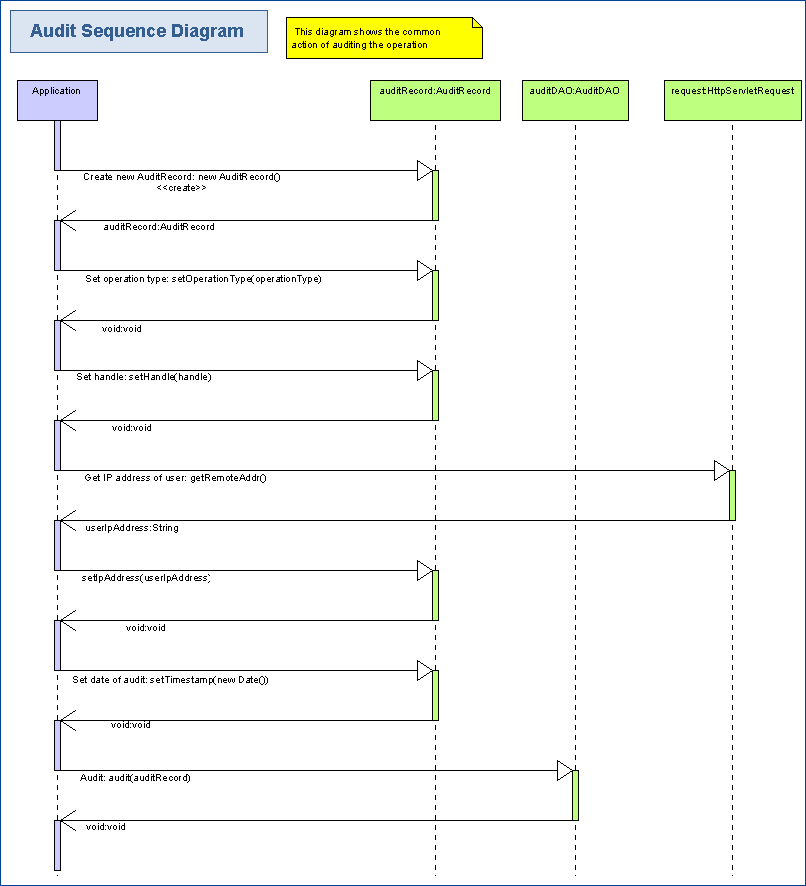 Audit Sequence Diagram
This diagram shows the common
action of auditing the operation
Application
auditRecord:AuditRecord
auditDAO:AuditDAO
request:HttpServletRequest
Create new AuditRecord: new AuditRecord()
<<create>>
auditRecord:AuditRecord
Set operation type: setOperationType(operationType)
void:void
Set handle: setHandle(handle)
void:void
Get IP address of user: getRemoteAddr()
userIpAddress:String
setIpAddress(userIpAddress)
void:void
Set date of audit: setTimestamp(new Date())
void:void
Audit: audit(auditRecord)
void:void